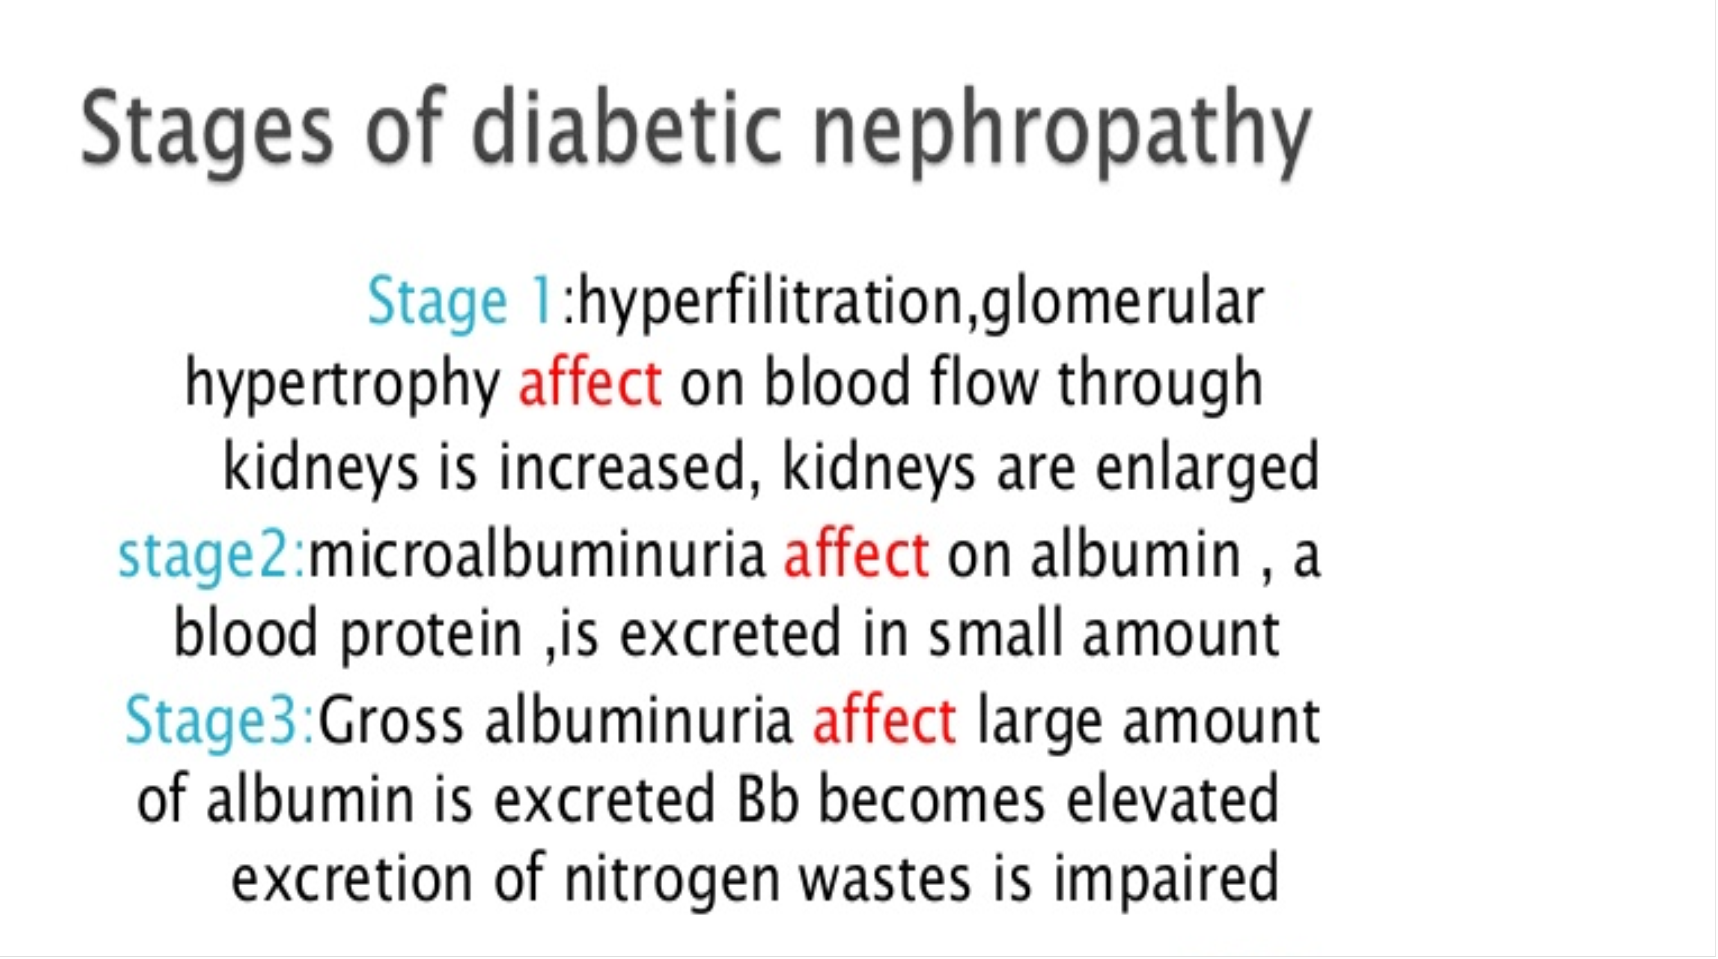 Stages of diabetic nephropathy
Stage 1:hyperfilitration,glomerular
hypertrophy affect on blood flow through
kidneys is increased, kidneys are enlarged
stage2:microalbuminuria affect on albumin , a
blood protein ,is excreted in small amount
Stage3:Gross albuminuria affect large amount
of albumin is excreted Bb becomes elevated
excretion of nitrogen wastes is impaired